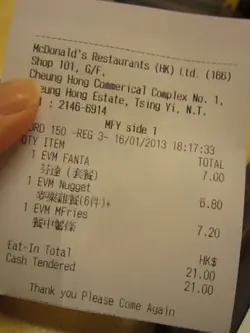 McDonald's Restaurants (HK) Ltd. (166)
Shop 101, G/F,
Cheung Hong Commerical Complex No. 1,
Cheung Hong Estate, Tsing Yi, N.T.
: 2146-6914
MFY side 1
ORD 150 -REG 3- 16/01/2013 18:17:33
QTY ITEM TOTAL
1 EVM FANTA 7.00
芬達 (套餐)
1 EVM Nugget 6.80
麥樂雞餐(6件)*
1 EVM MFries 7.20
餐中薯條
HK$
Eat-In Total 21.00
Cash Tendered 21.00
Thank you Please Come Again